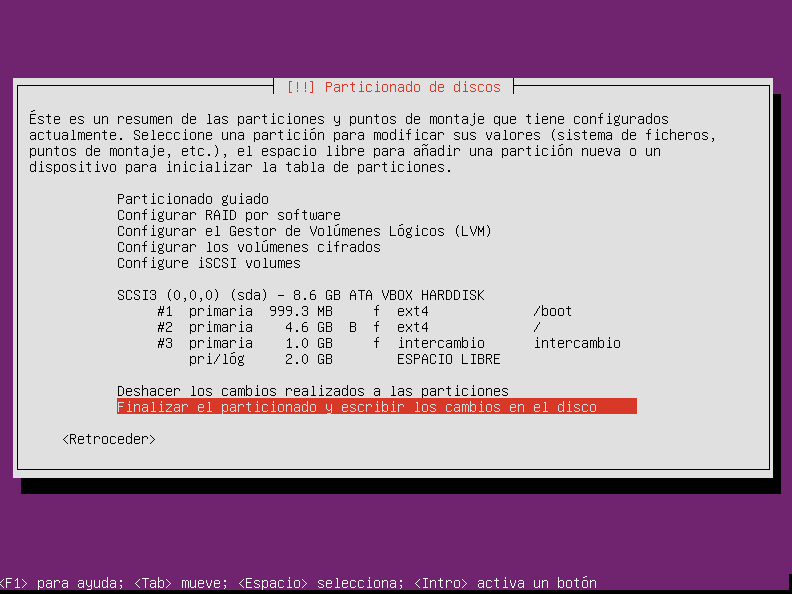 [!!] Particionado de discos
Éste es un resumen de las particiones y puntos de montaje que tiene configurados
actualmente. Seleccione una partición para modificar sus valores (sistema de ficheros,
puntos de montaje, etc.), el espacio libre para añadir una partición nueva o un
dispositivo para inicializar la tabla de particiones.
Particionado guiado
Configurar RAID por software
Configurar el Gestor de Volúmenes Lógicos (LVM)
Configurar los volúmenes cifrados
Configure iSCSI volumes
SCSI3 (0,0,0) (sda) – 8.6 GB ATA VBOX HARDDISK
#1 primaria 999.3 MB f ext4 /boot
#2 primaria 4.6 GB B f ext4 /
#3 primaria 1.0 GB f intercambio intercambio
pri/lóg 2.0 GB ESPACIO LIBRE
Deshacer los cambios realizados a las particiones
Finalizar el particionado y escribir los cambios en el disco
<Retroceder>
<F1> para ayuda; <Tab> mueve; <Espacio> selecciona; <Intro> activa un botón